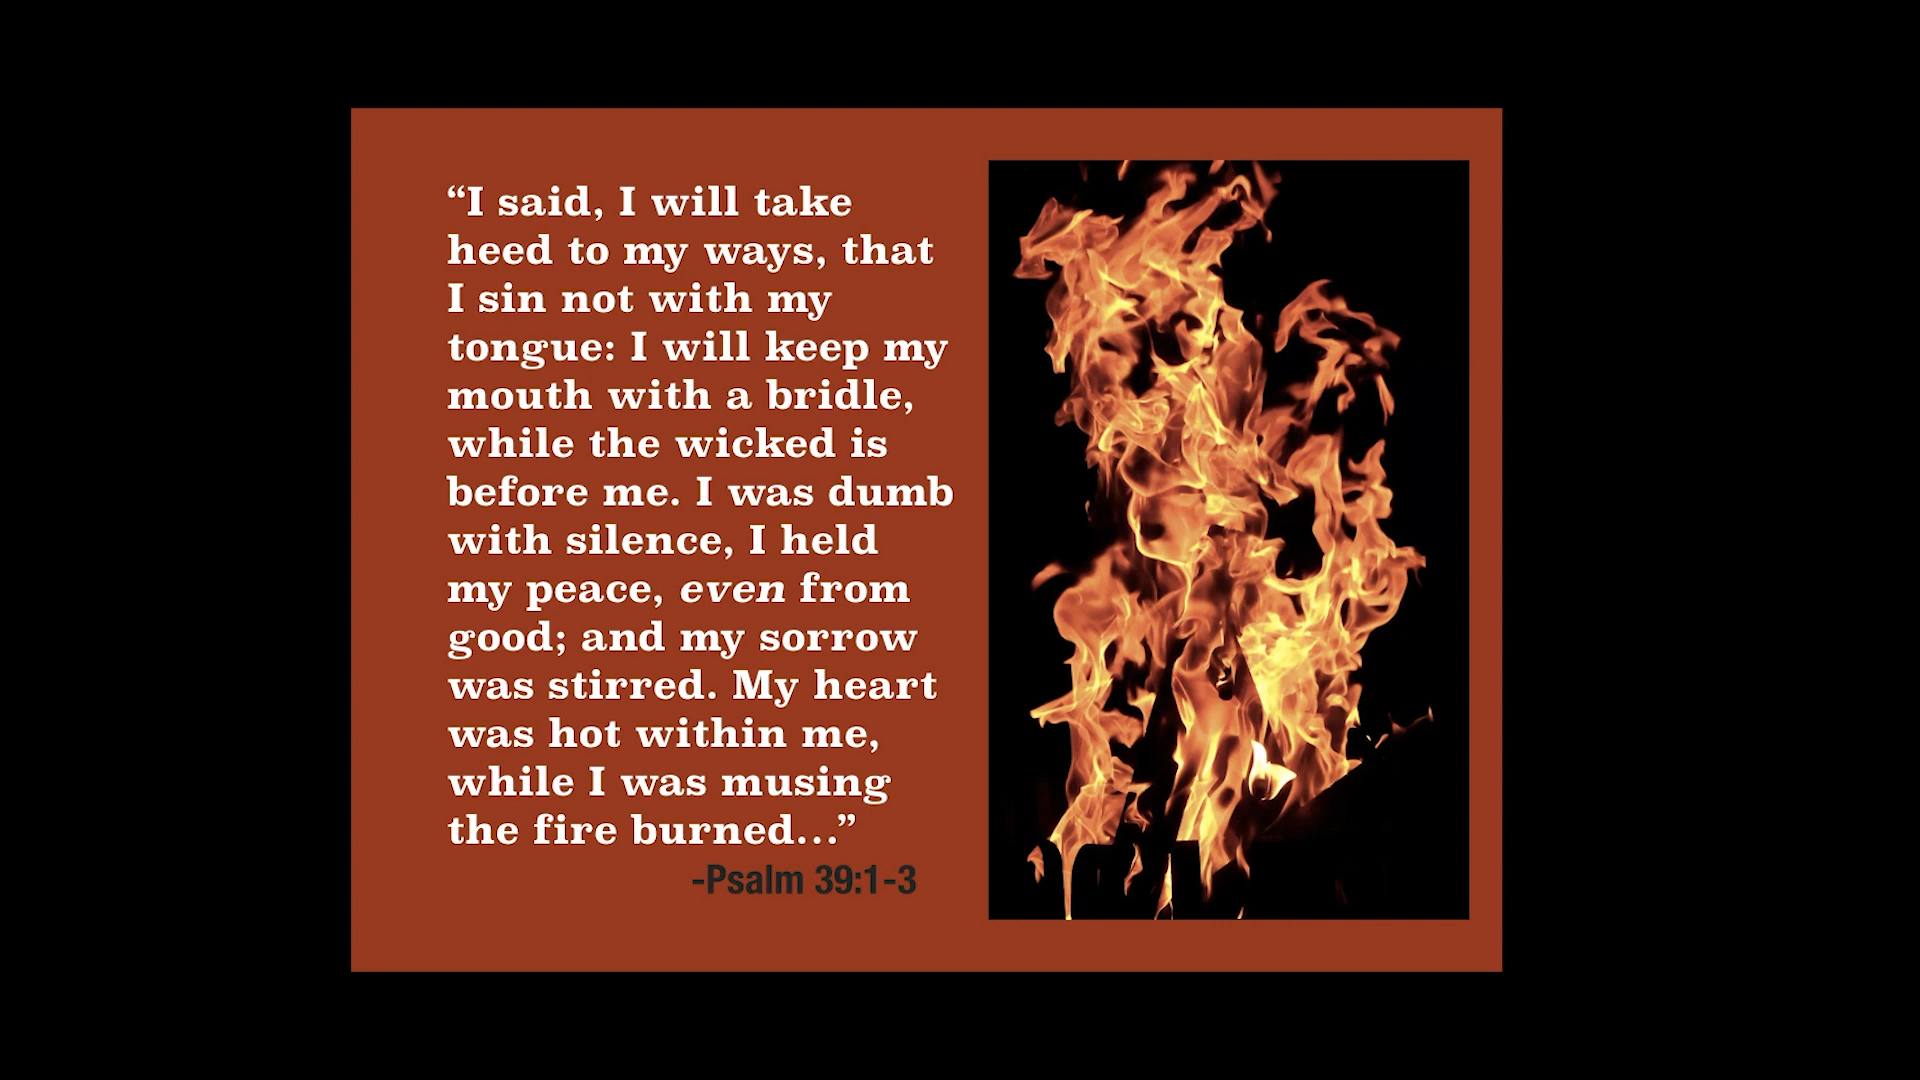 “I said, I will take
heed to my ways, that
I sin not with my
tongue: I will keep my
mouth with a bridle,
while the wicked is
before me. I was dumb
with silence, I held
my peace, even from
good; and my sorrow
was stirred. My heart
was hot within me,
while I was musing
the fire burned...”
-Psalm 39:1-3